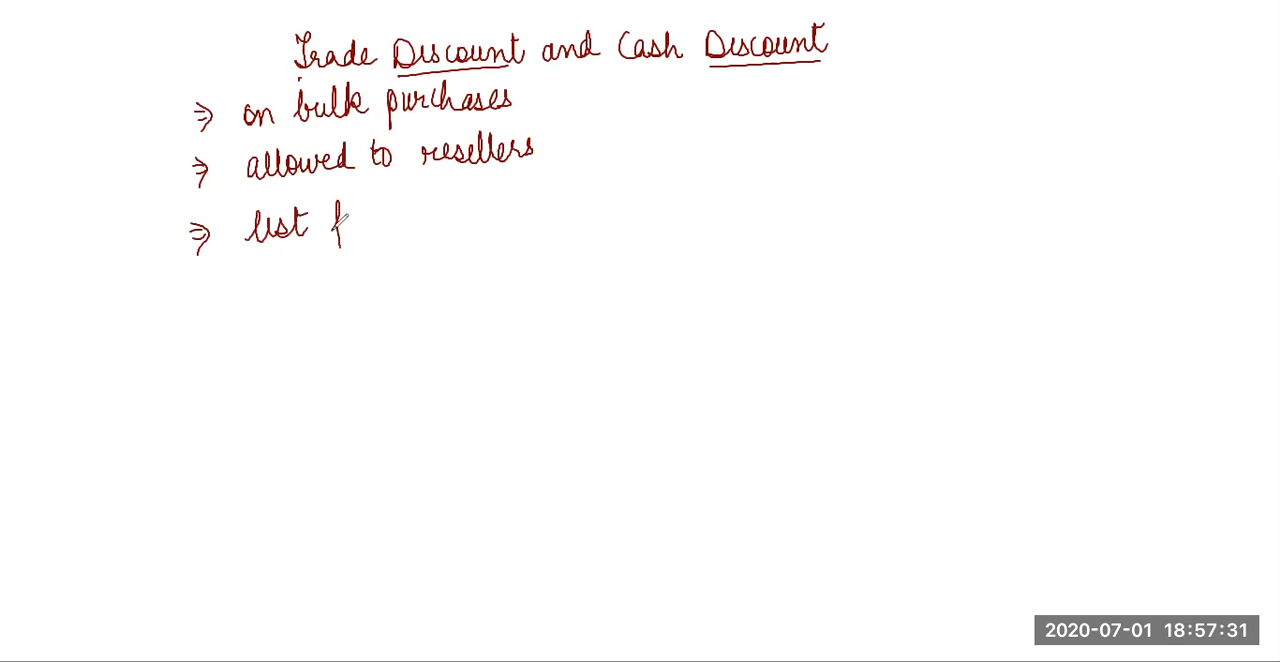 Trade Discount and Cash Discount
⇒ on bulk purchases
⇒ allowed to resellers
⇒ list
2020-07-01 18:57:31